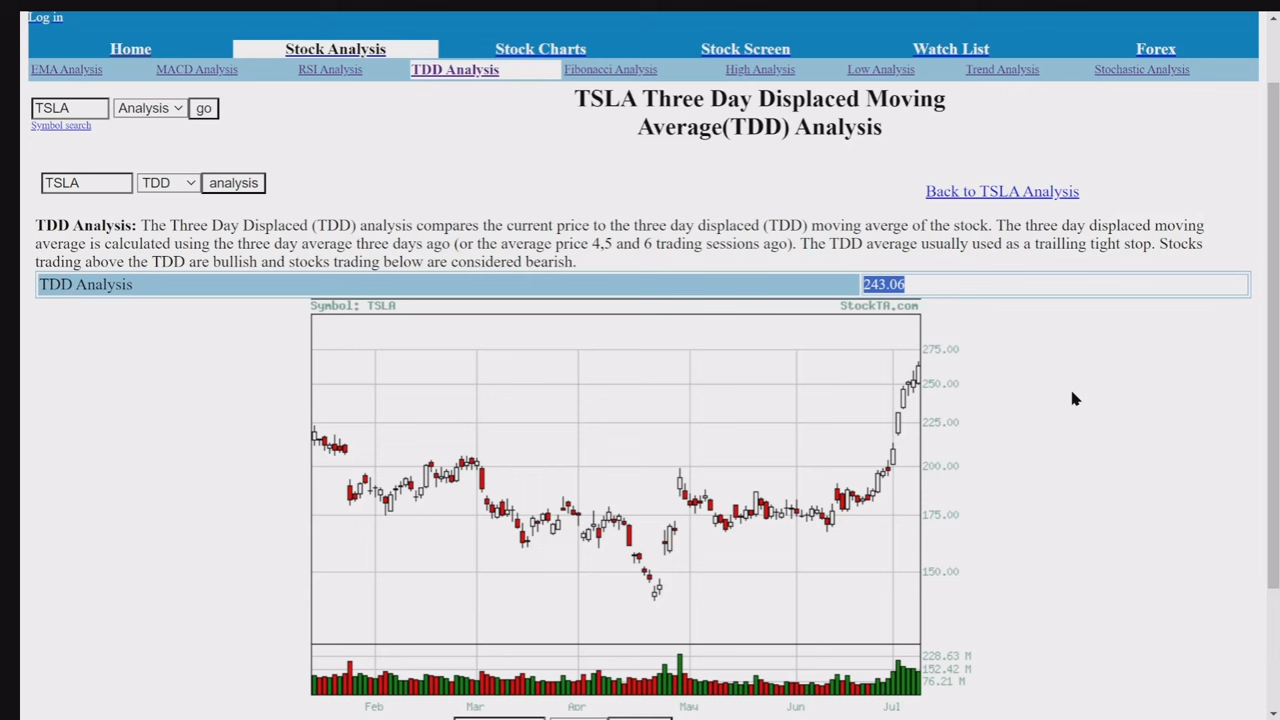 Log in
Home Stock Analysis Stock Charts Stock Screen Watch List Forex
EMA Analysis MACD Analysis RSI Analysis TDD Analysis Fibonacci Analysis High Analysis Low Analysis Trend Analysis Stochastic Analysis
TSLA Analysis go
Symbol search
TSLA Three Day Displaced Moving
Average(TDD) Analysis
TSLA TDD analysis
Back to TSLA Analysis
TDD Analysis: The Three Day Displaced (TDD) analysis compares the current price to the three day displaced (TDD) moving averge of the stock. The three day displaced moving
average is calculated using the three day average three days ago (or the average price 4,5 and 6 trading sessions ago). The TDD average usually used as a trailling tight stop. Stocks
trading above the TDD are bullish and stocks trading below are considered bearish.
TDD Analysis 243.06
Symbol: TSLA StockTA.com
275.00
250.00
225.00
200.00
175.00
150.00
228.63 M
152.42 M
76.21 M
Feb Mar Apr May Jun Jul